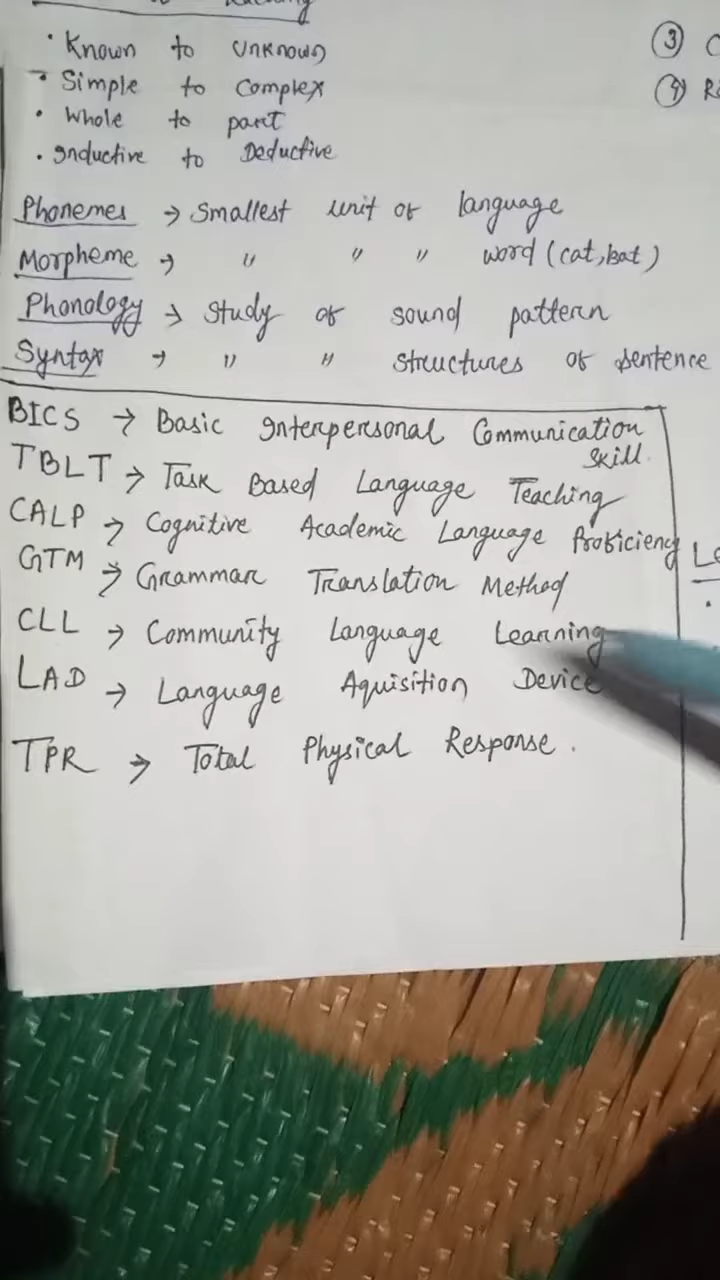 • Known to Unknown
• Simple to Complex
• Whole to part
• Inductive to Deductive
Phonemes → Smallest unit of language
Morpheme → " " " word (cat, bat)
Phonology → Study of sound pattern
Syntax → " " structures of sentence
BICS → Basic Interpersonal Communication Skill.
TBLT → Task Based Language Teaching
CALP → Cognitive Academic Language Proficiency
GTM → Grammar Translation Method
CLL → Community Language Learning
LAD → Language Aquisition Device
TPR → Total Physical Response.
③
④